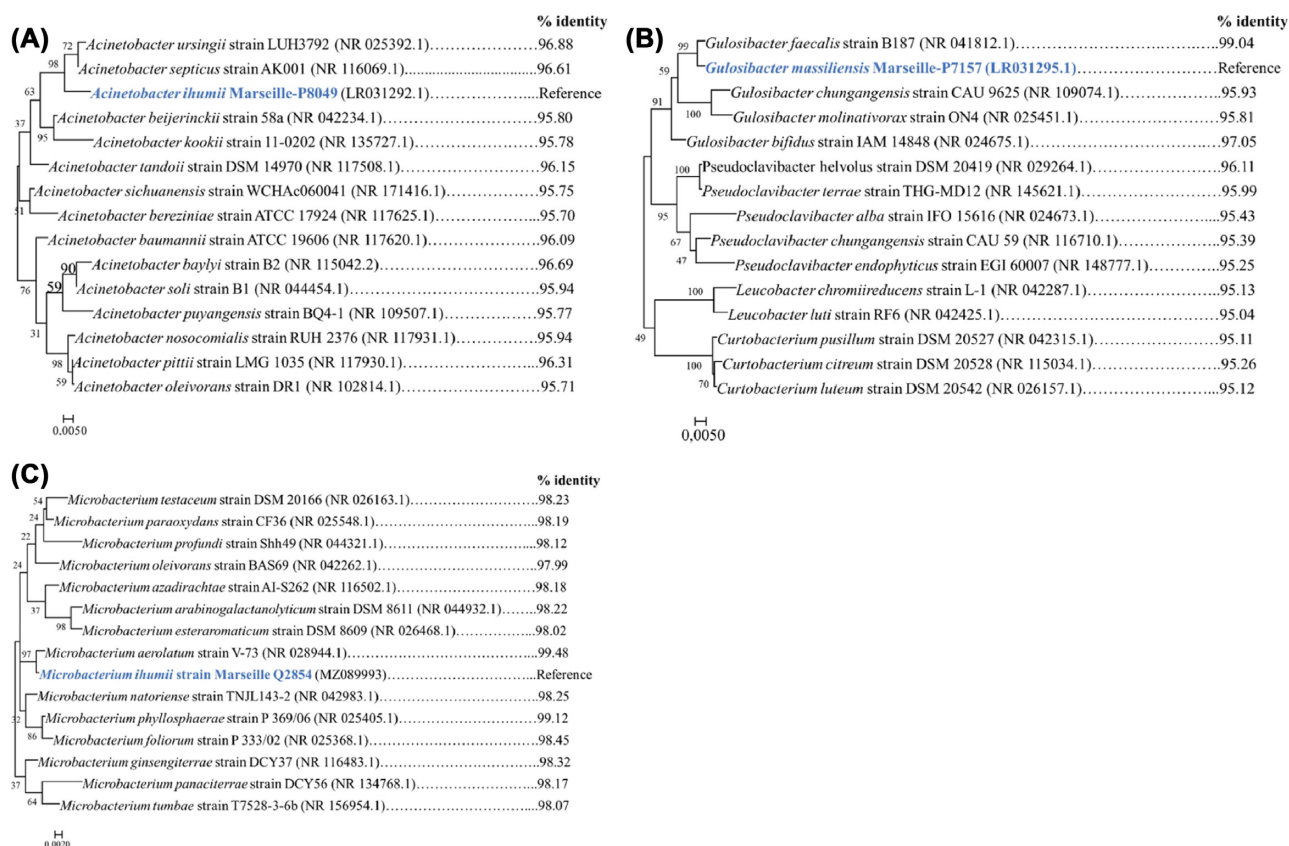 (A)
% identity
Acinetobacter ursingii strain LUH3792 (NR 025392.1)....................96.88
Acinetobacter septicus strain AK001 (NR 116069.1)........................96.61
Acinetobacter ihumii Marseille-P8049 (LR031292.1)....................Reference
Acinetobacter beijerinckii strain 58a (NR 042234.1)....................95.80
Acinetobacter kookii strain 11-0202 (NR 135727.1)....................95.78
Acinetobacter tandoii strain DSM 14970 (NR 117508.1)....................96.15
Acinetobacter sichuanensis strain WCHAc060041 (NR 171416.1)....................95.75
Acinetobacter bereziniae strain ATCC 17924 (NR 117625.1)....................95.70
Acinetobacter baumannii strain ATCC 19606 (NR 117620.1)....................96.09
Acinetobacter baylyi strain B2 (NR 115042.2)....................96.69
Acinetobacter soli strain B1 (NR 044454.1)....................95.94
Acinetobacter puyangensis strain BQ4-1 (NR 109507.1)....................95.77
Acinetobacter nosocomialis strain RUH 2376 (NR 117931.1)....................95.94
Acinetobacter pittii strain LMG 1035 (NR 117930.1)....................96.31
Acinetobacter oleivorans strain DR1 (NR 102814.1)....................95.71
72
98
63
37
95
51
90
59
76
31
98
59
0.0050
(B)
% identity
Gulosibacter faecalis strain B187 (NR 041812.1)....................99.04
Gulosibacter massiliensis Marseille-P7157 (LR031295.1)....................Reference
Gulosibacter chungangensis strain CAU 9625 (NR 109074.1)....................95.93
Gulosibacter molinativorax strain ON4 (NR 025451.1)....................95.81
Gulosibacter bifidus strain IAM 14848 (NR 024675.1)....................97.05
Pseudoclavibacter helvolus strain DSM 20419 (NR 029264.1)....................96.11
Pseudoclavibacter terrae strain THG-MD12 (NR 145621.1)....................95.99
Pseudoclavibacter alba strain IFO 15616 (NR 024673.1)....................95.43
Pseudoclavibacter chungangensis strain CAU 59 (NR 116710.1)....................95.39
Pseudoclavibacter endophyticus strain EGI 60007 (NR 148777.1)....................95.25
Leucobacter chromiireducens strain L-1 (NR 042287.1)....................95.13
Leucobacter luti strain RF6 (NR 042425.1)....................95.04
Curtobacterium pusillum strain DSM 20527 (NR 042315.1)....................95.11
Curtobacterium citreum strain DSM 20528 (NR 115034.1)....................95.26
Curtobacterium luteum strain DSM 20542 (NR 026157.1)....................95.12
99
59
91
100
100
95
67
47
100
49
100
70
0,0050
(C)
% identity
Microbacterium testaceum strain DSM 20166 (NR 026163.1)....................98.23
Microbacterium paraoxydans strain CF36 (NR 025548.1)....................98.19
Microbacterium profundi strain Shh49 (NR 044321.1)....................98.12
Microbacterium oleivorans strain BAS69 (NR 042262.1)....................97.99
Microbacterium azadirachtae strain AI-S262 (NR 116502.1)....................98.18
Microbacterium arabinogalactanolyticum strain DSM 8611 (NR 044932.1)........98.22
Microbacterium esteraromaticum strain DSM 8609 (NR 026468.1)....................98.02
Microbacterium aerolatum strain V-73 (NR 028944.1)....................99.48
Microbacterium ihumii strain Marseille Q2854 (MZ089993)....................Reference
Microbacterium natoriense strain TNJL143-2 (NR 042983.1)....................98.25
Microbacterium phyllosphaerae strain P 369/06 (NR 025405.1)....................99.12
Microbacterium foliorum strain P 333/02 (NR 025368.1)....................98.45
Microbacterium ginsengiterrae strain DCY37 (NR 116483.1)....................98.32
Microbacterium panaciterrae strain DCY56 (NR 134768.1)....................98.17
Microbacterium tumbae strain T7528-3-6b (NR 156954.1)....................98.07
54
24
22
24
37
98
97
32
86
37
64
0.0020